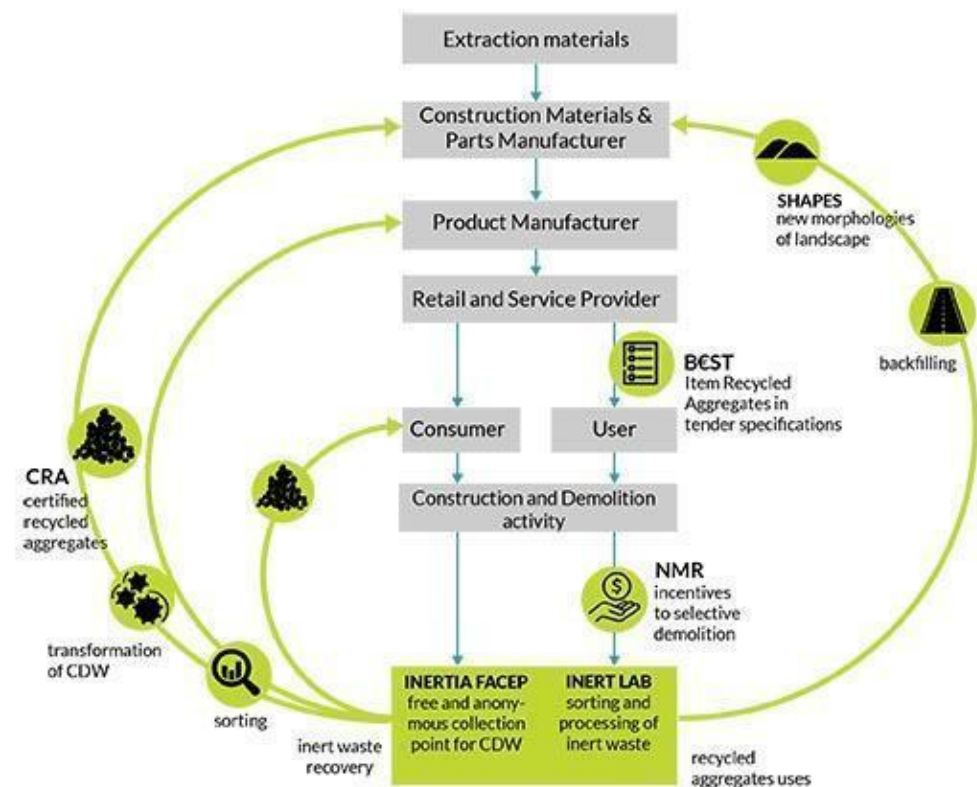 Extraction materials
Construction Materials &
Parts Manufacturer
SHAPES
new morphologies
of landscape
Product Manufacturer
Retail and Service Provider
backfilling
B€ST
Item Recycled
Aggregates in
tender specifications
Consumer
User
CRA
certified
recycled
aggregates
Construction and Demolition
activity
NMR
incentives
to selective
demolition
transformation
of CDW
sorting
INERTIA FACEP
free and anony-
mous collection
point for CDW
INERT LAB
sorting and
processing of
inert waste
inert waste
recovery
recycled
aggregates uses